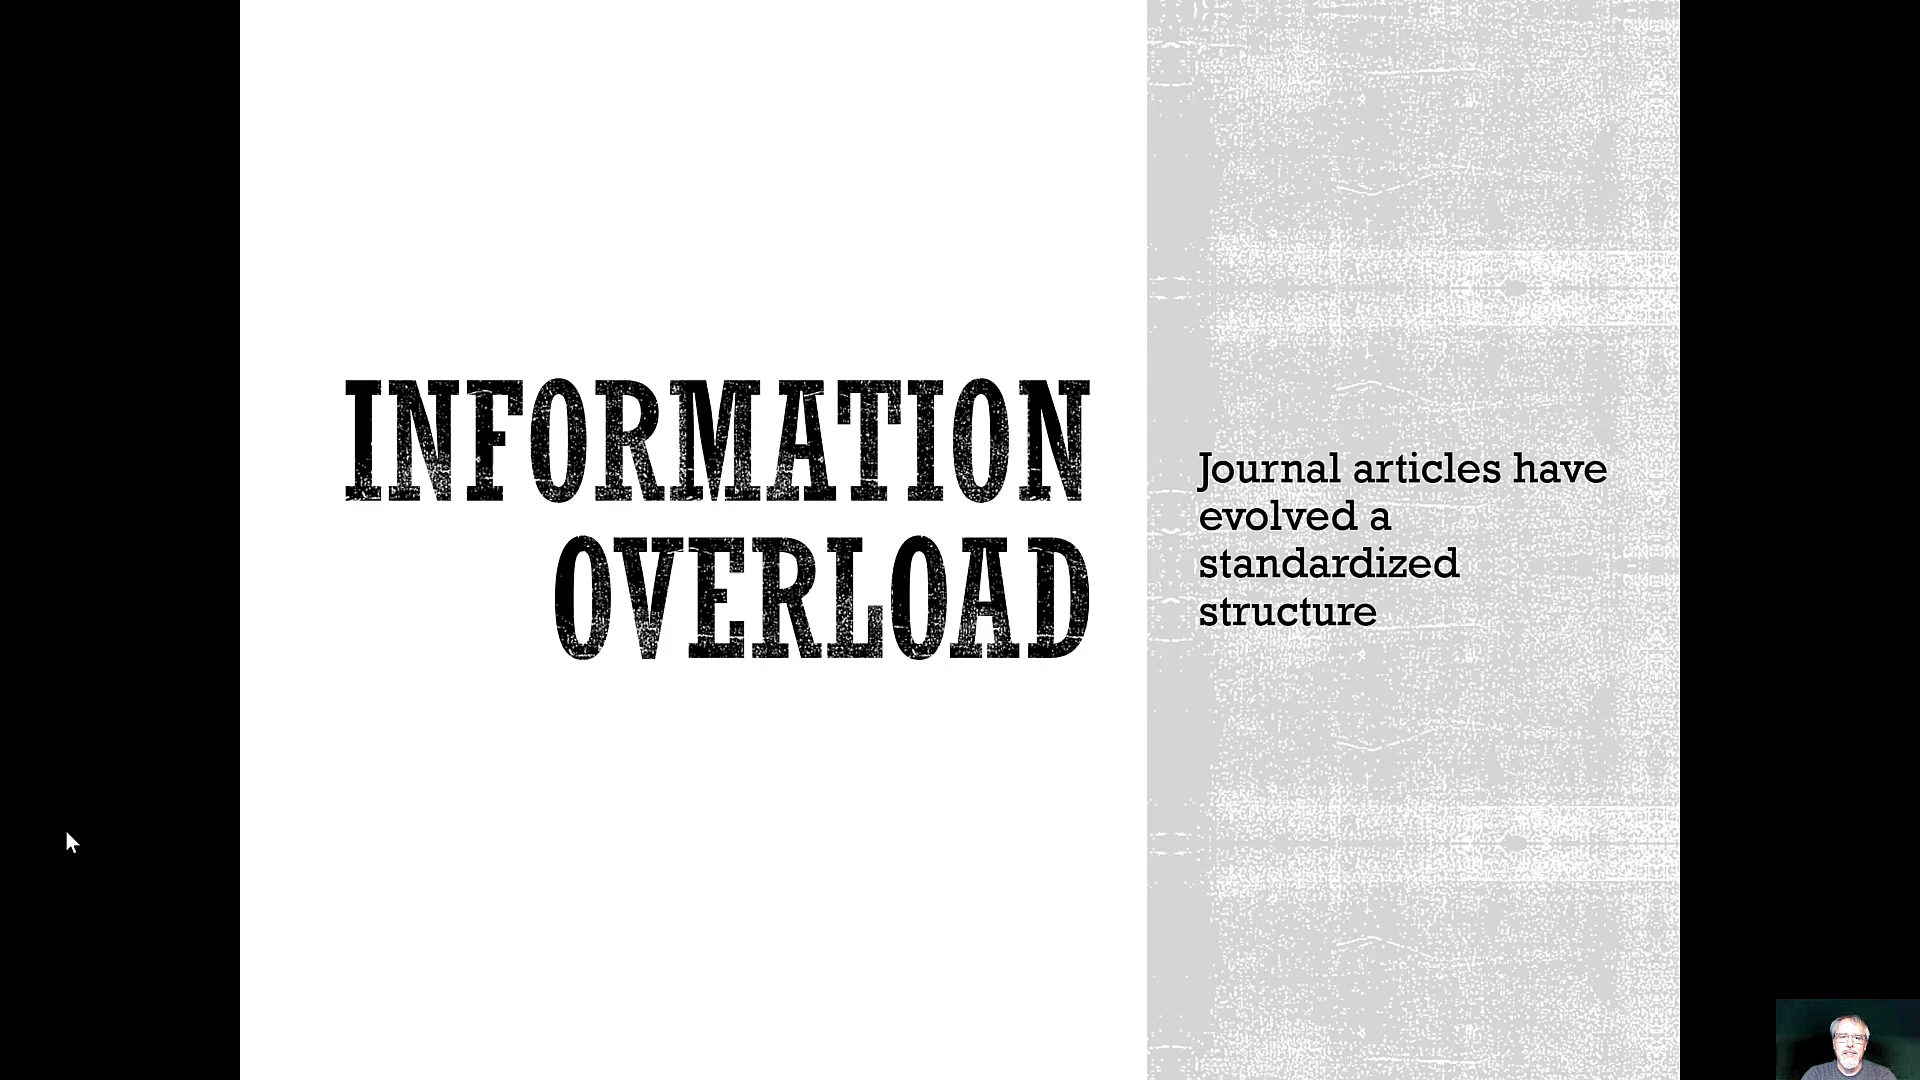 INFORMATION
OVERLOAD
Journal articles have
evolved a
standardized
structure